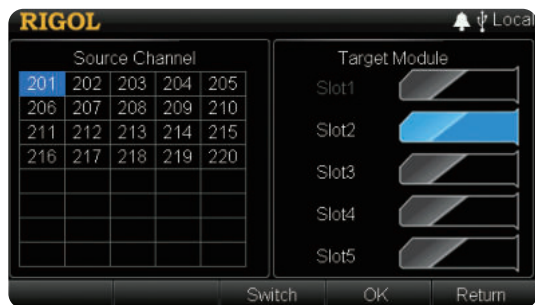 RIGOL Local
Source Channel
201 202 203 204 205
206 207 208 209 210
211 212 213 214 215
216 217 218 219 220
Target Module
Slot1
Slot2
Slot3
Slot4
Slot5
Switch OK Return